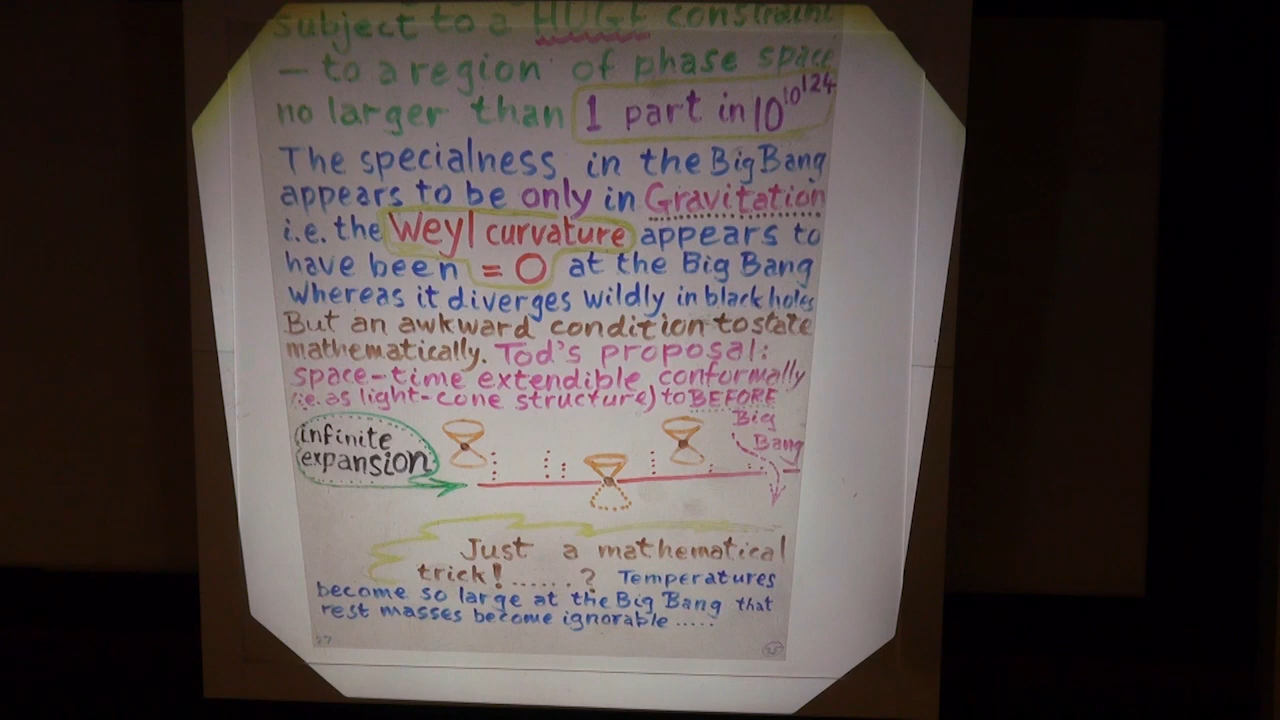 subject to a HUGE constraint
– to a region of phase space
no larger than 1 part in 10^10^124
The specialness in the Big Bang
appears to be only in Gravitation
i.e. the Weyl curvature appears to
have been = 0 at the Big Bang
whereas it diverges wildly in black holes
But an awkward condition to state
mathematically. Tod's proposal:
space-time extendible conformally
(i.e. as light-cone structure) to BEFORE
Big
Bang
infinite
expansion
Just a mathematical
trick! ......? Temperatures
become so large at the Big Bang that
rest masses become ignorable .....